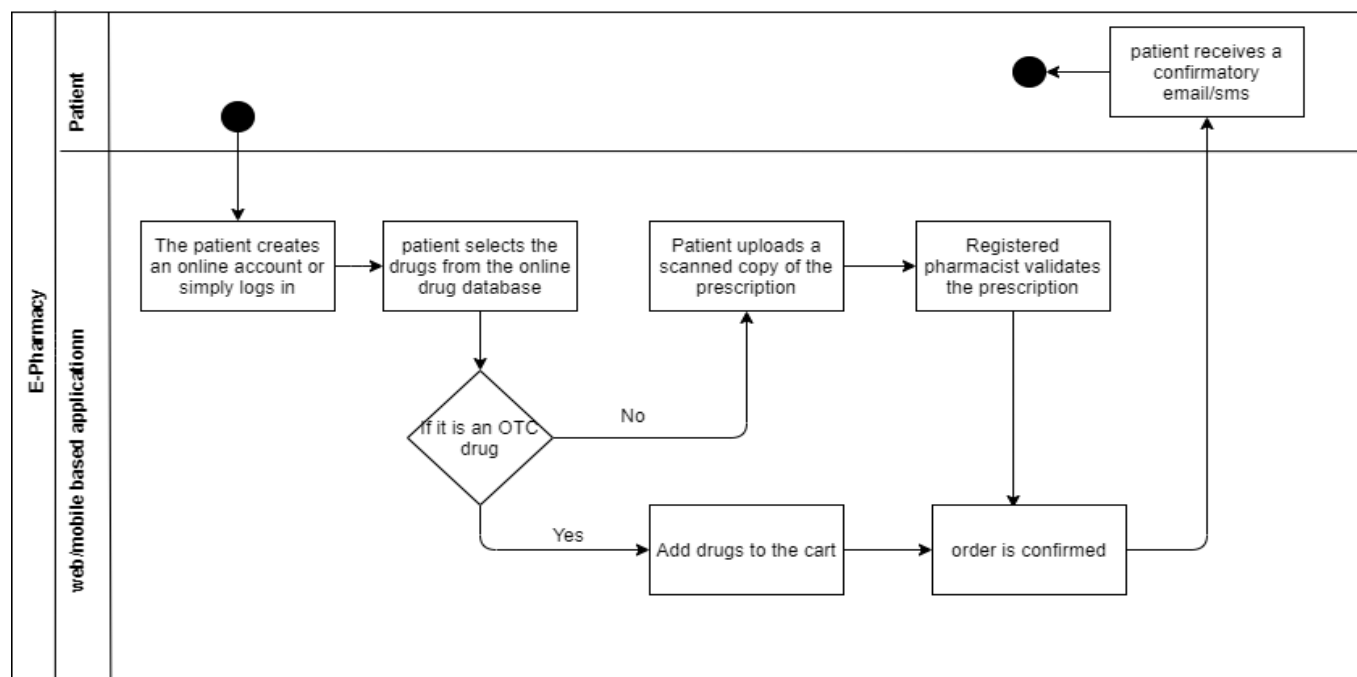 E-Pharmacy
Patient
web/mobile based applicationn
patient receives a
confirmatory
email/sms
The patient creates
an online account or
simply logs in
patient selects the
drugs from the online
drug database
Patient uploads a
scanned copy of the
prescription
Registered
pharmacist validates
the prescription
If it is an OTC
drug
No
Yes
Add drugs to the cart
order is confirmed